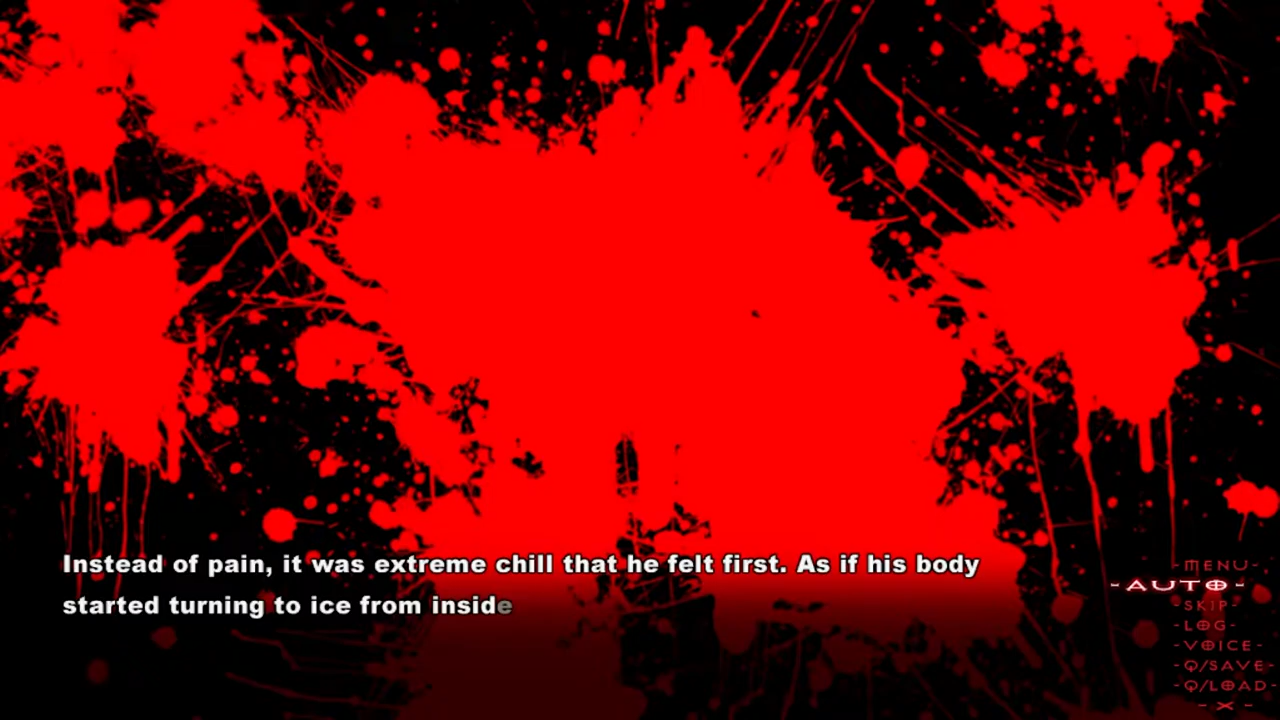 Instead of pain, it was extreme chill that he felt first. As if his body
started turning to ice from inside
-MENU-
-AUTO-
-SKIP-
-LOG-
-VOICE-
-Q/SAVE-
-Q/LOAD-
-X-